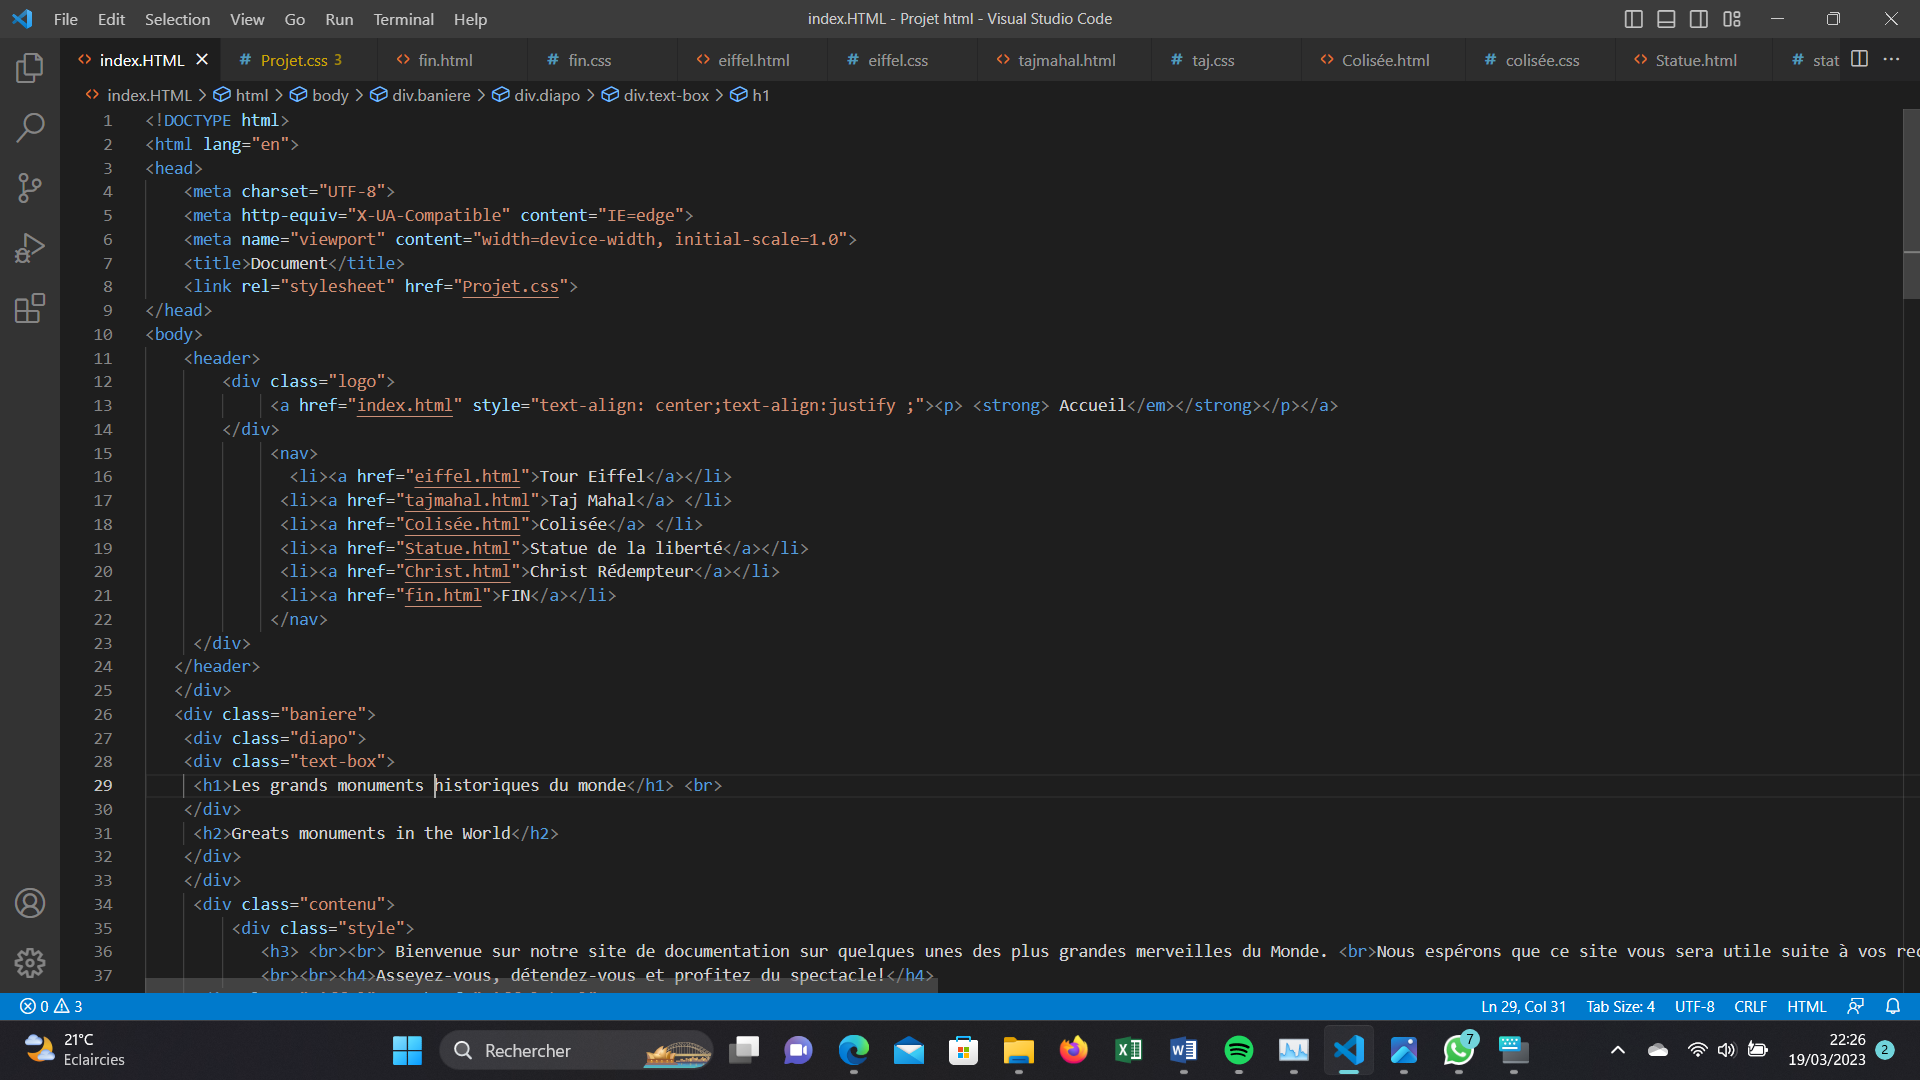 File Edit Selection View Go Run Terminal Help index.HTML - Projet html - Visual Studio Code
index.HTML Projet.css 3 fin.html fin.css eiffel.html eiffel.css tajmahal.html taj.css Colisée.html colisée.css Statue.html stat
index.HTML > html > body > div.baniere > div.diapo > div.text-box > h1
1 <!DOCTYPE html>
2 <html lang="en">
3 <head>
4 <meta charset="UTF-8">
5 <meta http-equiv="X-UA-Compatible" content="IE=edge">
6 <meta name="viewport" content="width=device-width, initial-scale=1.0">
7 <title>Document</title>
8 <link rel="stylesheet" href="Projet.css">
9 </head>
10 <body>
11 <header>
12 <div class="logo">
13 <a href="index.html" style="text-align: center;text-align:justify ;"><p> <strong> Accueil</em></strong></p></a>
14 </div>
15 <nav>
16 <li><a href="eiffel.html">Tour Eiffel</a></li>
17 <li><a href="tajmahal.html">Taj Mahal</a> </li>
18 <li><a href="Colisée.html">Colisée</a> </li>
19 <li><a href="Statue.html">Statue de la liberté</a></li>
20 <li><a href="Christ.html">Christ Rédempteur</a></li>
21 <li><a href="fin.html">FIN</a></li>
22 </nav>
23 </div>
24 </header>
25 </div>
26 <div class="baniere">
27 <div class="diapo">
28 <div class="text-box">
29 <h1>Les grands monuments historiques du monde</h1> <br>
30 </div>
31 <h2>Greats monuments in the World</h2>
32 </div>
33 </div>
34 <div class="contenu">
35 <div class="style">
36 <h3> <br><br> Bienvenue sur notre site de documentation sur quelques unes des plus grandes merveilles du Monde. <br>Nous espérons que ce site vous sera utile suite à vos rec
37 <br><br><h4>Asseyez-vous, détendez-vous et profitez du spectacle!</h4>
0 3 Ln 29, Col 31 Tab Size: 4 UTF-8 CRLF HTML
21°C
Eclaircies
Rechercher
7
22:26
19/03/2023
2